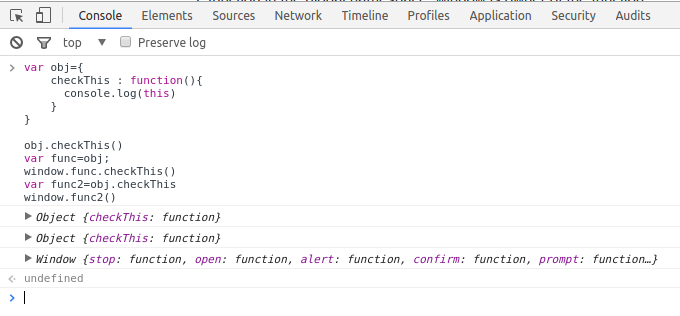 Console Elements Sources Network Timeline Profiles Application Security Audits
top Preserve log
var obj={
checkThis : function(){
console.log(this)
}
}
obj.checkThis()
var func=obj;
window.func.checkThis()
var func2=obj.checkThis
window.func2()
Object {checkThis: function}
Object {checkThis: function}
Window {stop: function, open: function, alert: function, confirm: function, prompt: function…}
undefined